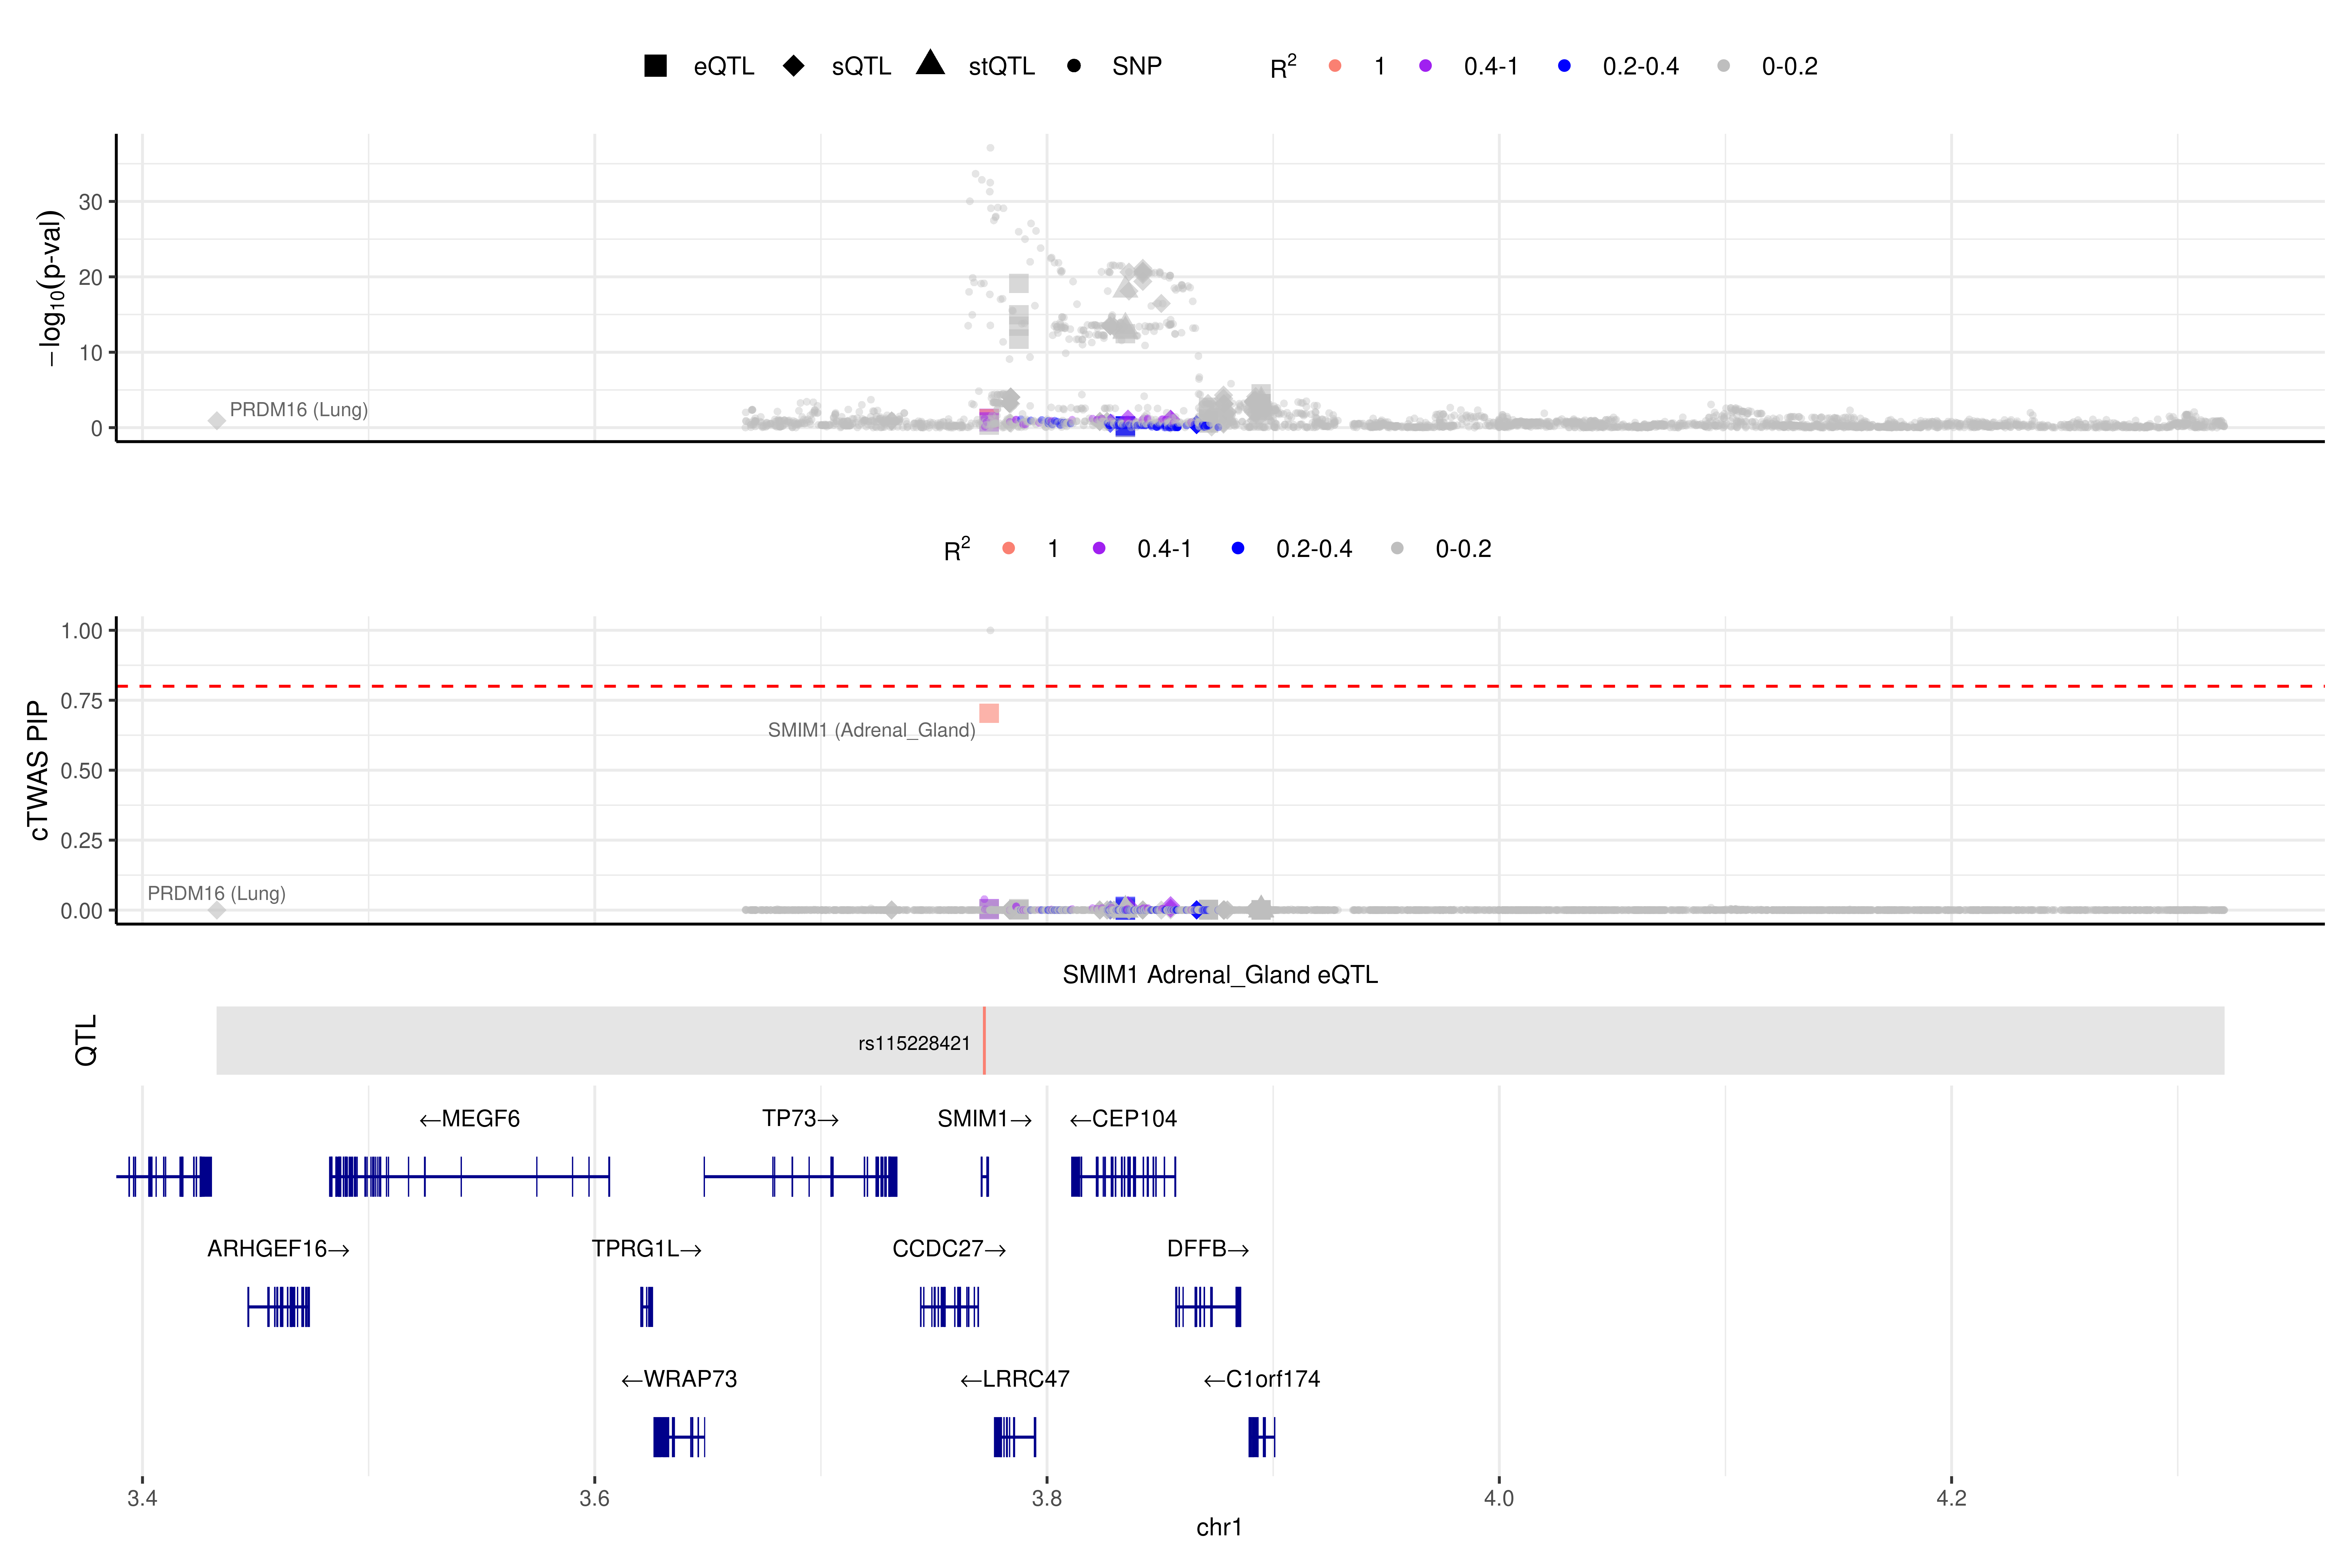 eQTL sQTL stQTL SNP R2 1 0.4-1 0.2-0.4 0-0.2
−log10(p-val)
30
20
10
0
PRDM16 (Lung)
R2 1 0.4-1 0.2-0.4 0-0.2
cTWAS PIP
1.00
0.75
0.50
0.25
0.00
SMIM1 (Adrenal_Gland)
PRDM16 (Lung)
SMIM1 Adrenal_Gland eQTL
QTL
rs115228421
←MEGF6 TP73→ SMIM1→ ←CEP104
ARHGEF16→ TPRG1L→ CCDC27→ DFFB→
←WRAP73 ←LRRC47 ←C1orf174
3.4 3.6 3.8 4.0 4.2
chr1